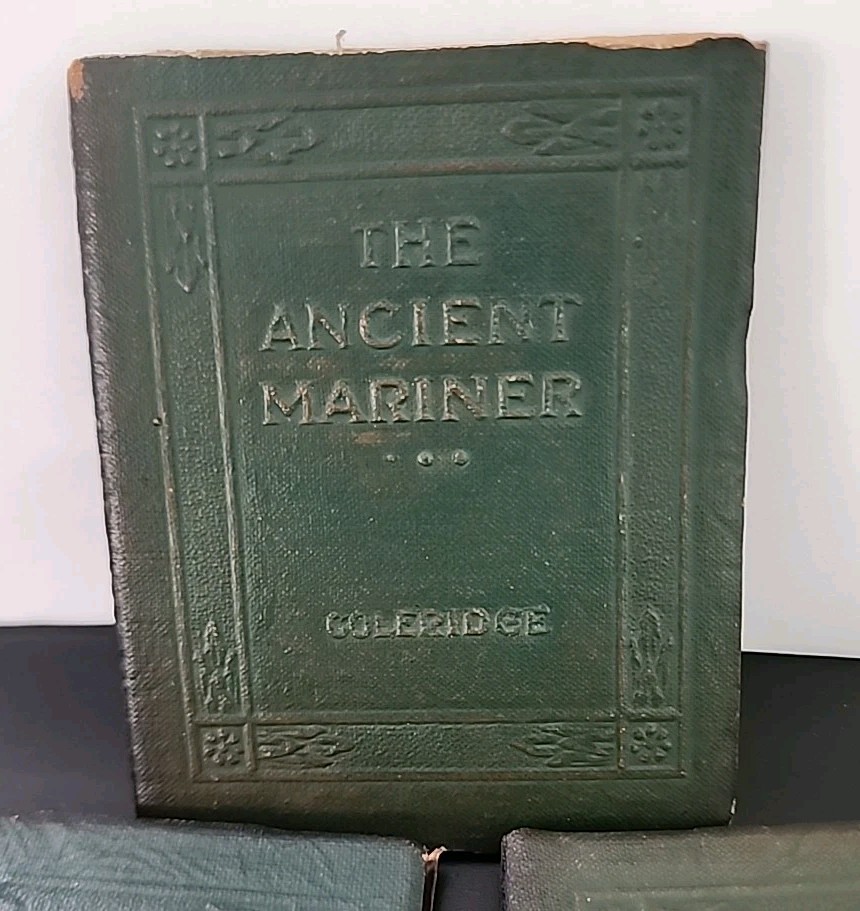 THE
ANCIENT
MARINER
COLERIDGE